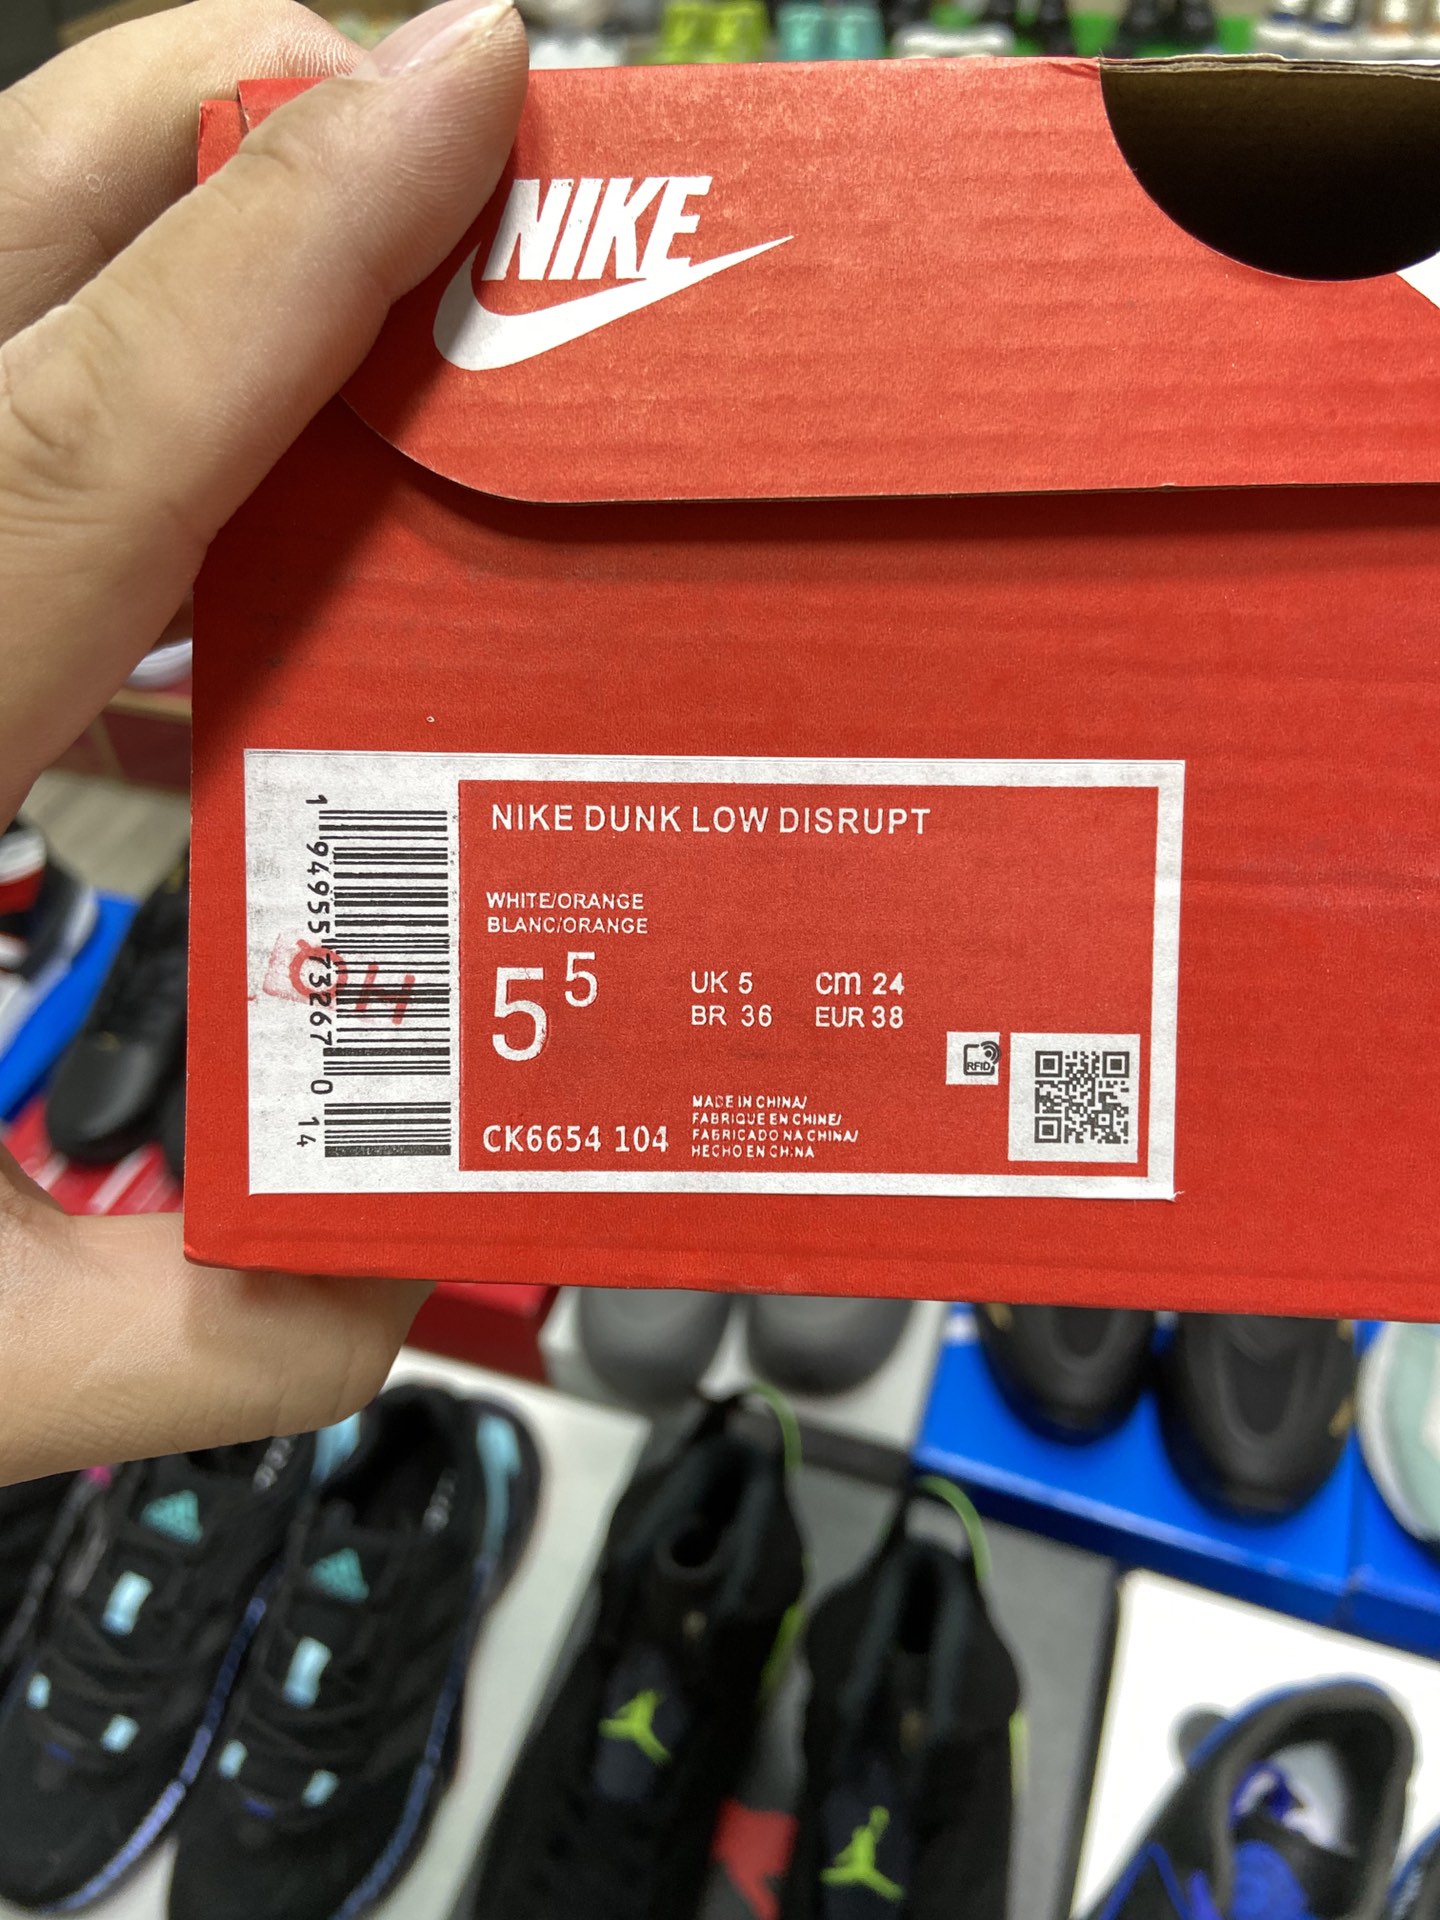 NIKE
NIKE DUNK LOW DISRUPT
WHITE/ORANGE
BLANC/ORANGE
5 5
UK 5 cm 24
BR 36 EUR 38
RFID
MADE IN CHINA/
FABRIQUE EN CHINE/
FABRICADO NA CHINA/
HECHO EN CHINA
CK6654 104
1 94955 73267 0 14